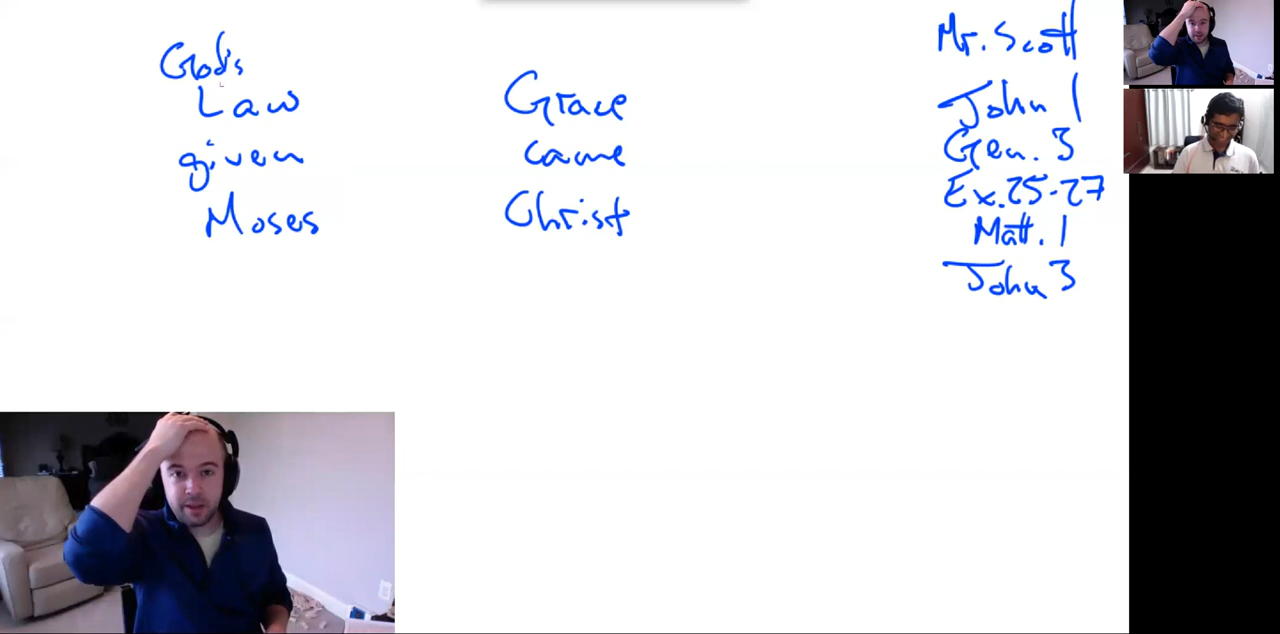 God's
Law
given
Moses
Grace
came
Christ
Mr. Scott
John 1
Gen. 3
Ex. 25-27
Matt. 1
John 3